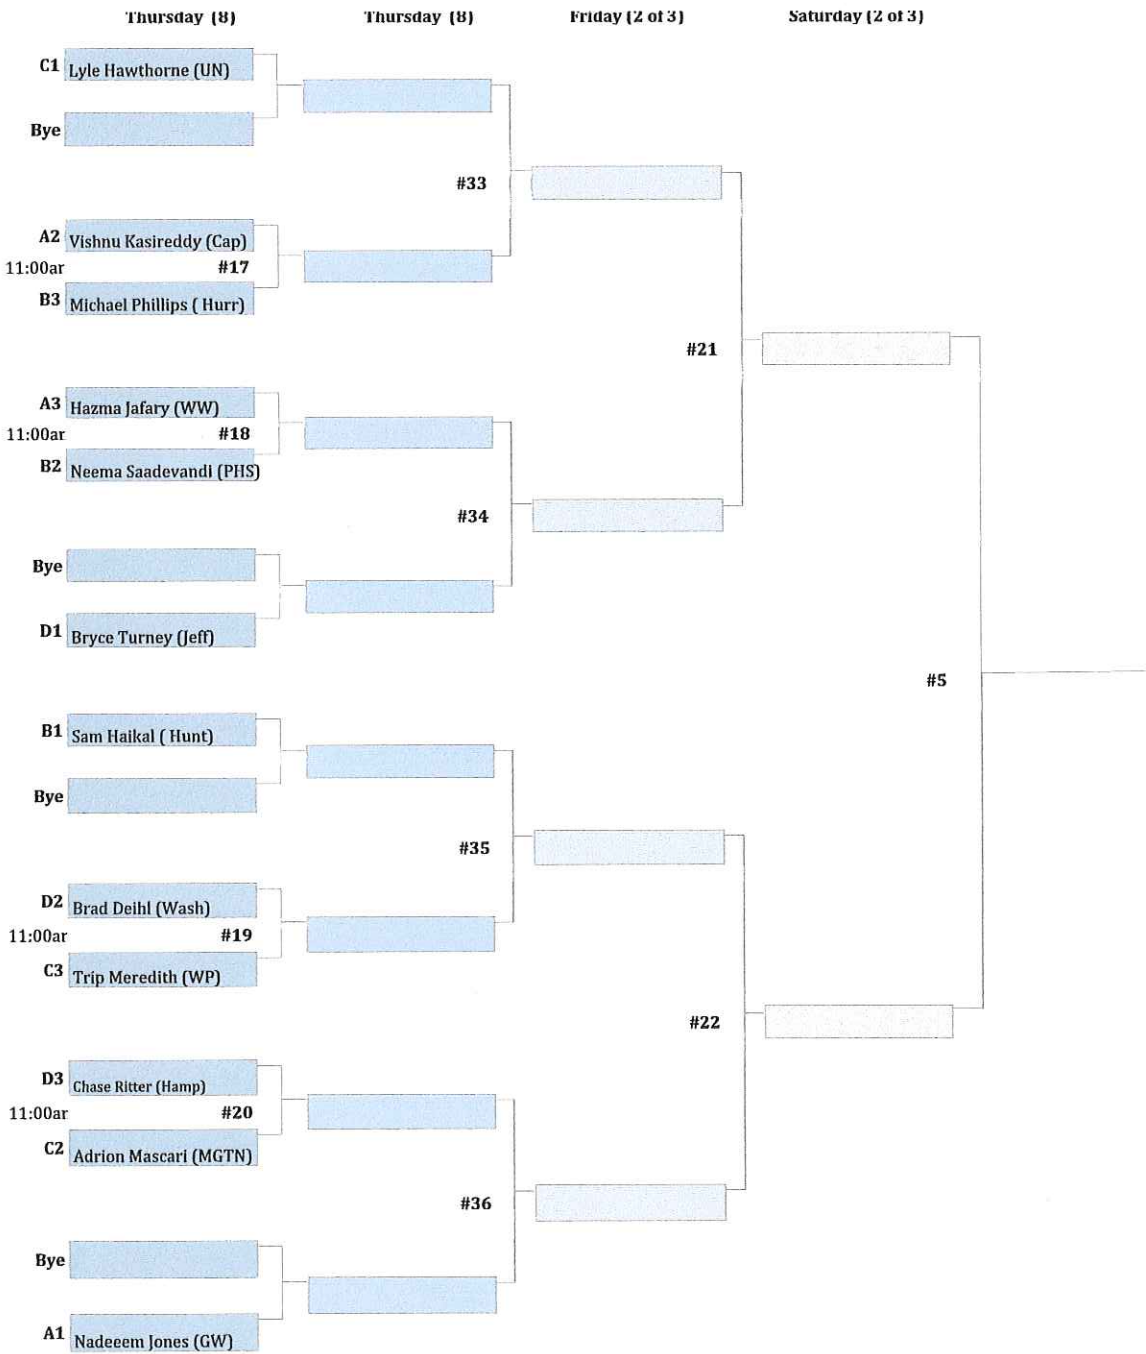 Thursday (8) Thursday (8) Friday (2 of 3) Saturday (2 of 3)
C1 Lyle Hawthorne (UN)
Bye
#33
A2 Vishnu Kasireddy (Cap)
11:00ar #17
B3 Michael Phillips ( Hurr)
#21
A3 Hazma Jafary (WW)
11:00ar #18
B2 Neema Saadevandi (PHS)
#34
Bye
D1 Bryce Turney (Jeff)
#5
B1 Sam Haikal ( Hunt)
Bye
#35
D2 Brad Deihl (Wash)
11:00ar #19
C3 Trip Meredith (WP)
#22
D3 Chase Ritter (Hamp)
11:00ar #20
C2 Adrion Mascari (MGTN)
#36
Bye
A1 Nadeeem Jones (GW)